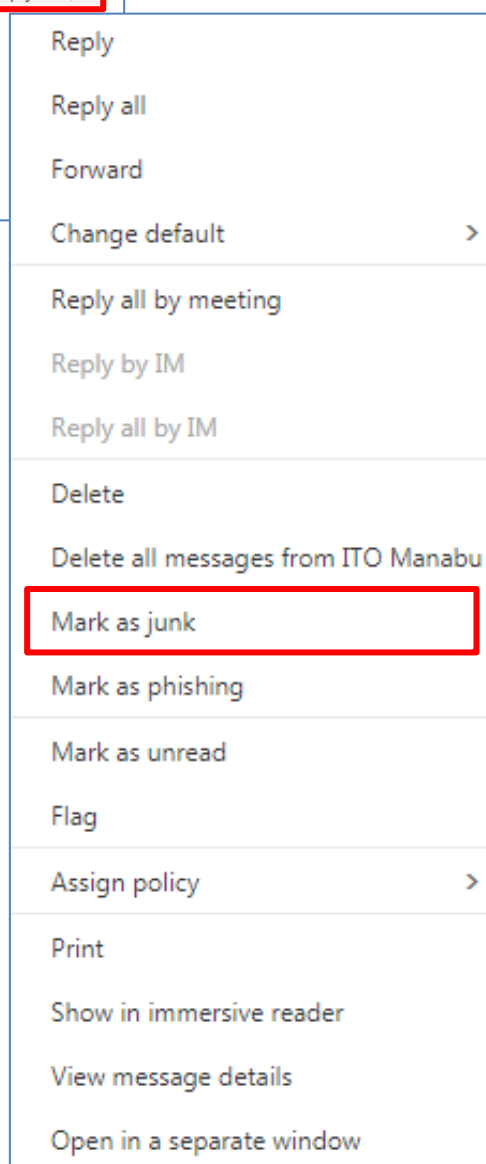 Reply
Reply all
Forward
Change default
Reply all by meeting
Reply by IM
Reply all by IM
Delete
Delete all messages from ITO Manabu
Mark as junk
Mark as phishing
Mark as unread
Flag
Assign policy
Print
Show in immersive reader
View message details
Open in a separate window